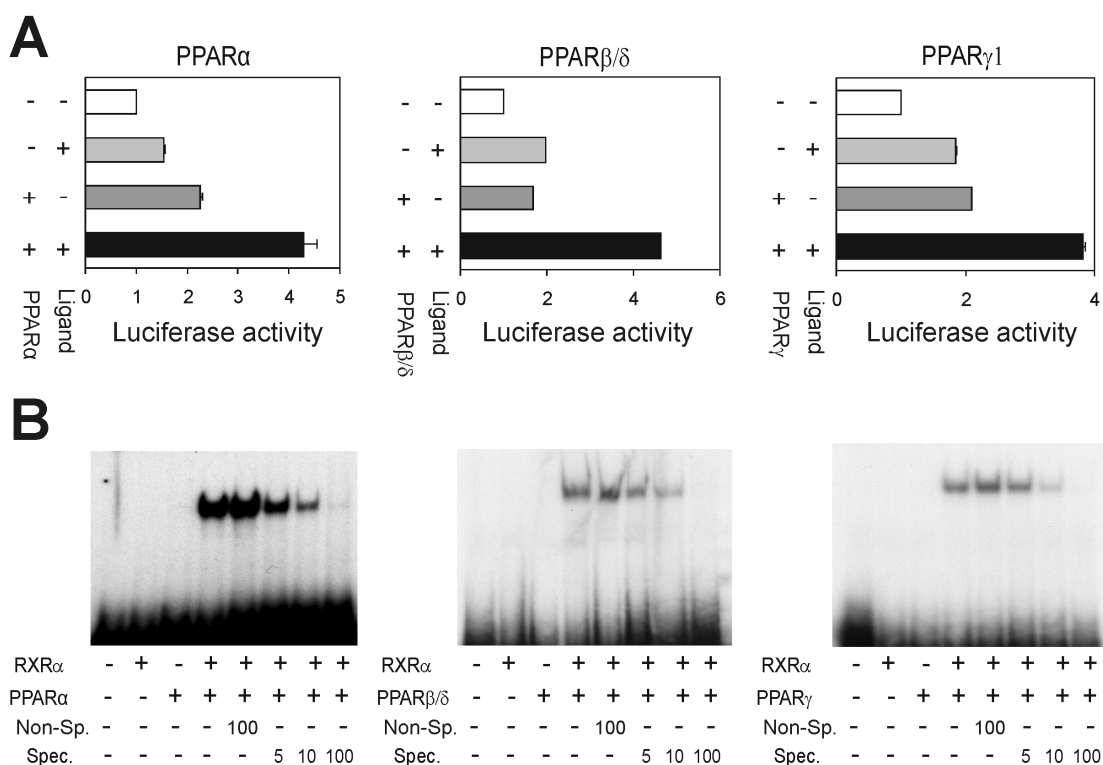 A
PPARα PPARβ/δ PPARγ1
- - - - - -
- + - + - +
+ - + - + -
+ + + + + +
0 1 2 3 4 5 0 2 4 6 0 2 4
PPARα Ligand PPARβ/δ Ligand PPARγ Ligand
Luciferase activity Luciferase activity Luciferase activity
B
RXRα - + - + + + + + RXRα - + - + + + + + RXRα - + - + + + + +
PPARα - - + + + + + + PPARβ/δ - - + + + + + + PPARγ - - + + + + + +
Non-Sp. - - - - 100 - - - Non-Sp. - - - - 100 - - - Non-Sp. - - - - 100 - - -
Spec. - - - - - 5 10 100 Spec. - - - - - 5 10 100 Spec. - - - - - 5 10 100